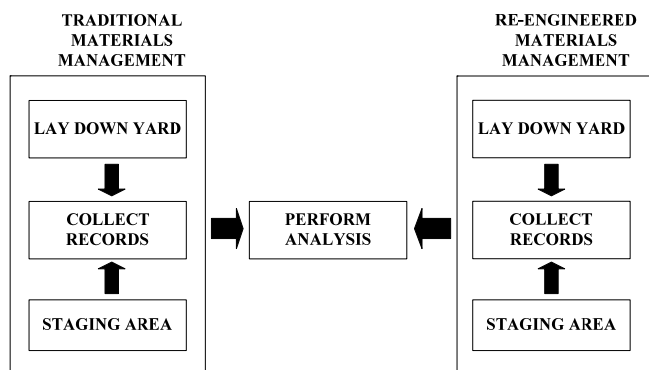 TRADITIONAL
MATERIALS
MANAGEMENT
RE-ENGINEERED
MATERIALS
MANAGEMENT
LAY DOWN YARD
COLLECT
RECORDS
STAGING AREA
PERFORM
ANALYSIS
LAY DOWN YARD
COLLECT
RECORDS
STAGING AREA